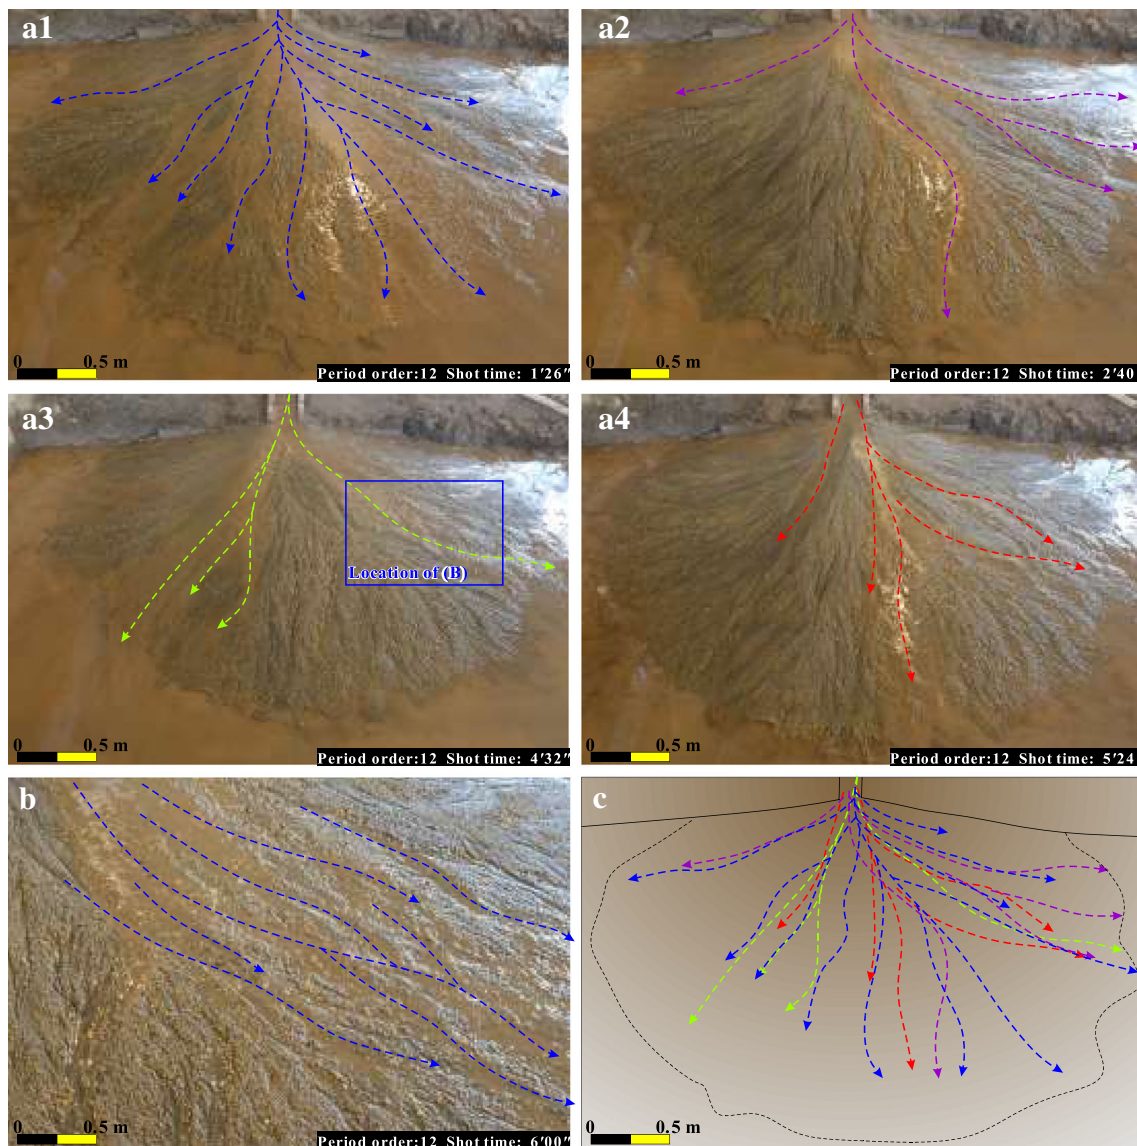 a1
0 0.5 m
Period order:12 Shot time: 1′26″
a2
0 0.5 m
Period order:12 Shot time: 2′40
a3
Location of (B)
0 0.5 m
Period order:12 Shot time: 4′32″
a4
0 0.5 m
Period order:12 Shot time: 5′24
b
0 0.5 m
Period order:12 Shot time: 6′00″
c
0 0.5 m